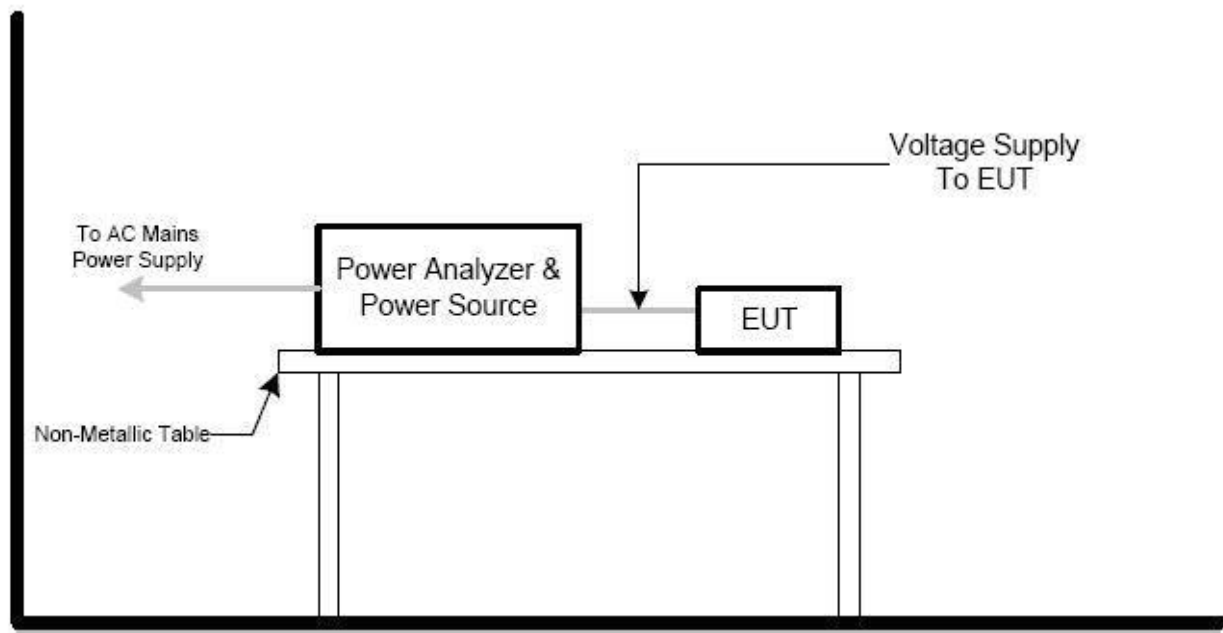 Voltage Supply
To EUT
To AC Mains
Power Supply
Power Analyzer &
Power Source
EUT
Non-Metallic Table